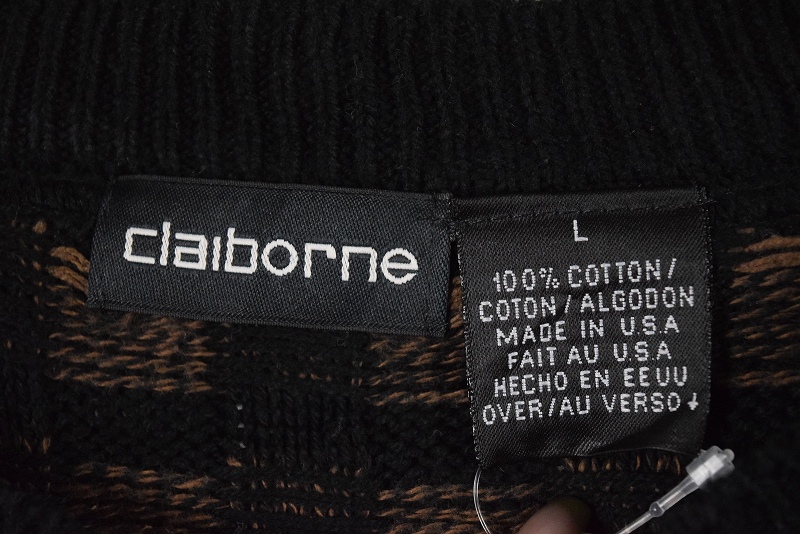 claiborne
L
100% COTTON/
COTON/ALGODON
MADE IN U.S.A
FAIT AU U.S.A
HECHO EN EEUU
OVER/AU VERSO↓